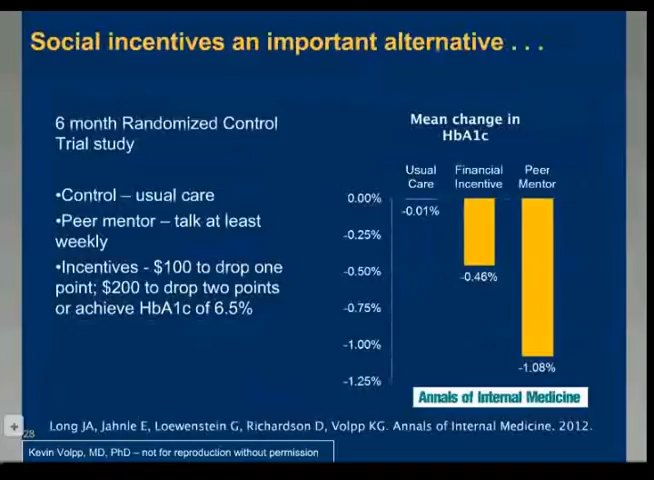 Social incentives an important alternative . . .
6 month Randomized Control
Trial study
•Control – usual care
•Peer mentor – talk at least
weekly
•Incentives - $100 to drop one
point; $200 to drop two points
or achieve HbA1c of 6.5%
Mean change in
HbA1c
Usual
Care
Financial
Incentive
Peer
Mentor
0.00%
-0.25%
-0.50%
-0.75%
-1.00%
-1.25%
-0.01%
-0.46%
-1.08%
Annals of Internal Medicine
Long JA, Jahnle E, Loewenstein G, Richardson D, Volpp KG. Annals of Internal Medicine. 2012.
28
Kevin Volpp, MD, PhD – not for reproduction without permission